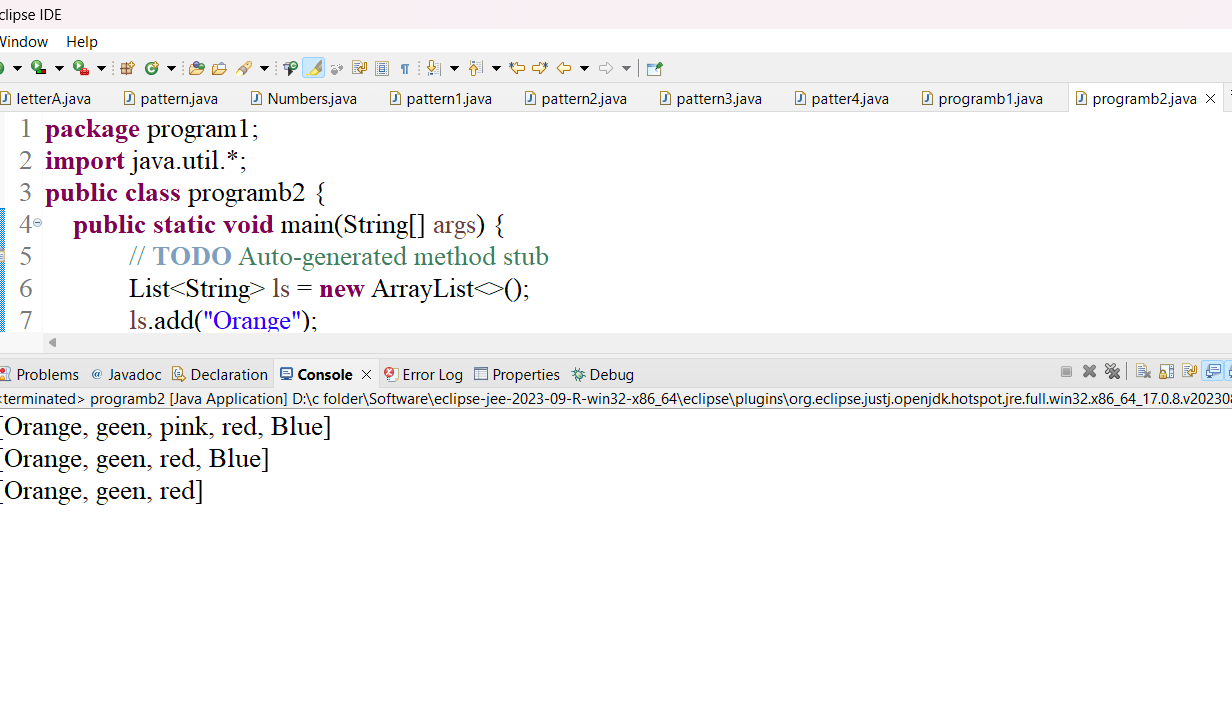 clipse IDE
Window Help
letterA.java pattern.java Numbers.java pattern1.java pattern2.java pattern3.java patter4.java programb1.java programb2.java
1 package program1;
2 import java.util.*;
3 public class programb2 {
4 public static void main(String[] args) {
5 // TODO Auto-generated method stub
6 List<String> ls = new ArrayList<>();
7 ls.add("Orange");
Problems @ Javadoc Declaration Console Error Log Properties Debug
<terminated> programb2 [Java Application] D:\c folder\Software\eclipse-jee-2023-09-R-win32-x86_64\eclipse\plugins\org.eclipse.justj.openjdk.hotspot.jre.full.win32.x86_64_17.0.8.v20230
[Orange, geen, pink, red, Blue]
[Orange, geen, red, Blue]
[Orange, geen, red]